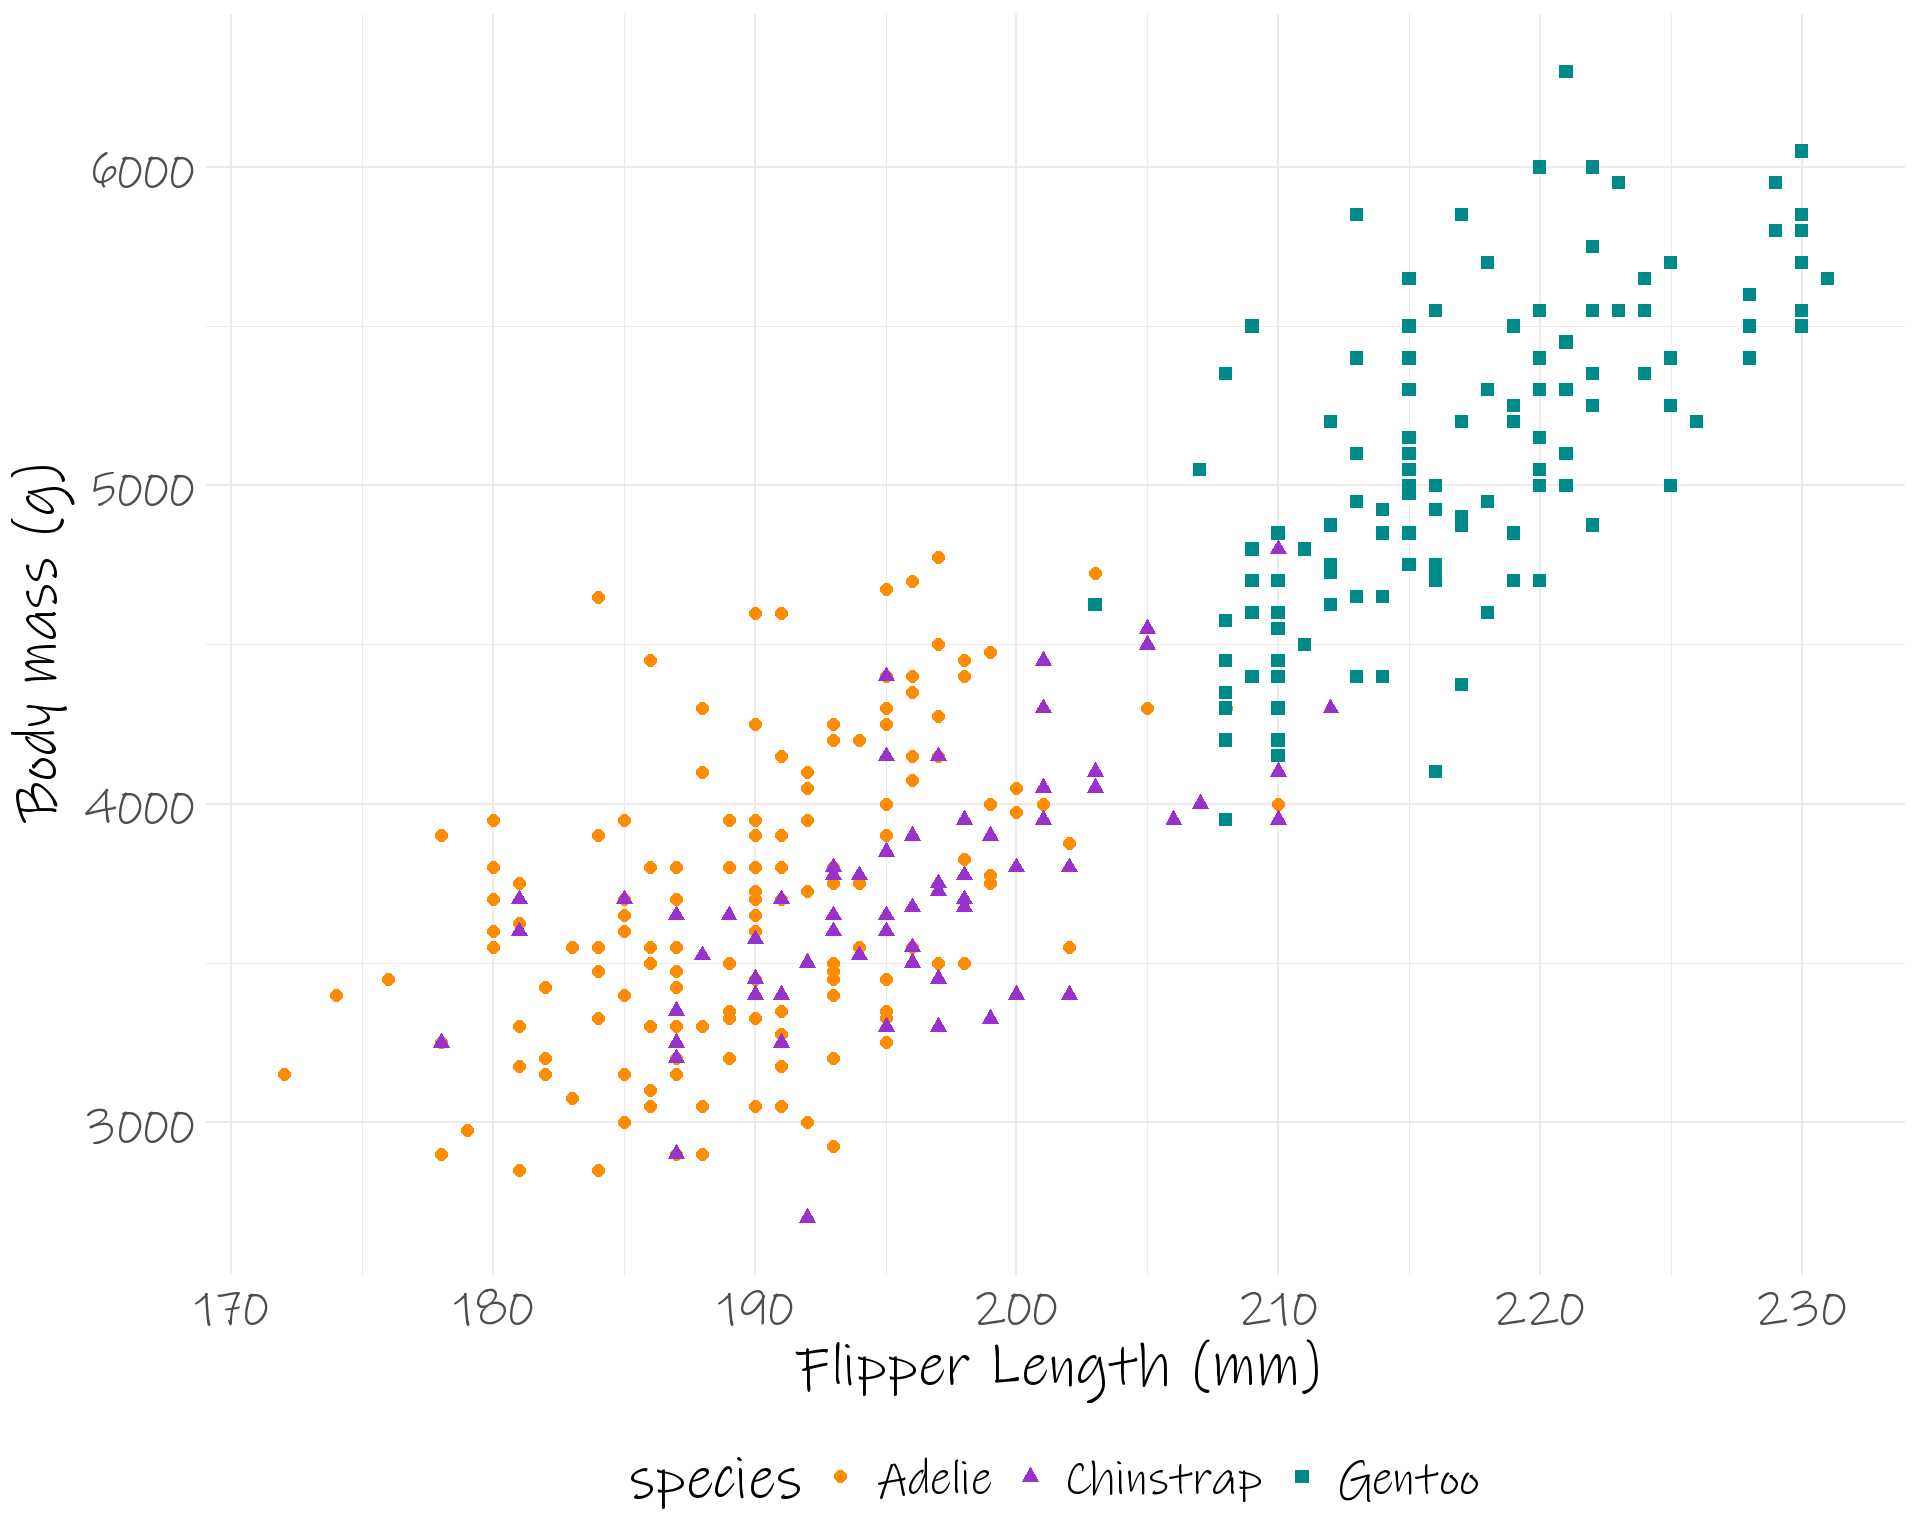 6000
5000
4000
3000
Body mass (g)
170 180 190 200 210 220 230
Flipper Length (mm)
species Adelie Chinstrap Gentoo